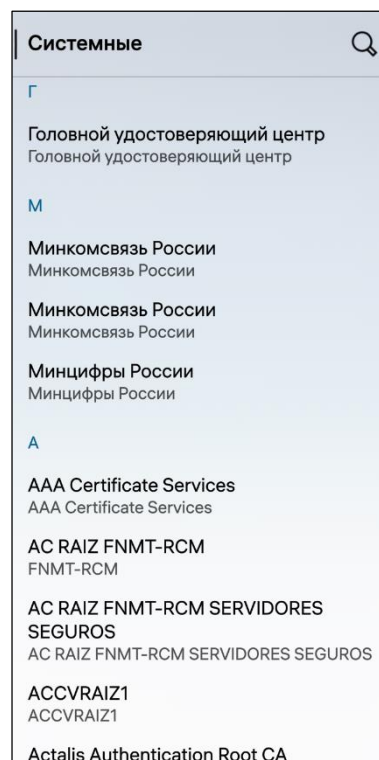 Системные
Г
Головной удостоверяющий центр
Головной удостоверяющий центр
М
Минкомсвязь России
Минкомсвязь России
Минкомсвязь России
Минкомсвязь России
Минцифры России
Минцифры России
A
AAA Certificate Services
AAA Certificate Services
AC RAIZ FNMT-RCM
FNMT-RCM
AC RAIZ FNMT-RCM SERVIDORES
SEGUROS
AC RAIZ FNMT-RCM SERVIDORES SEGUROS
ACCVRAIZ1
ACCVRAIZ1
Actalis Authentication Root CA